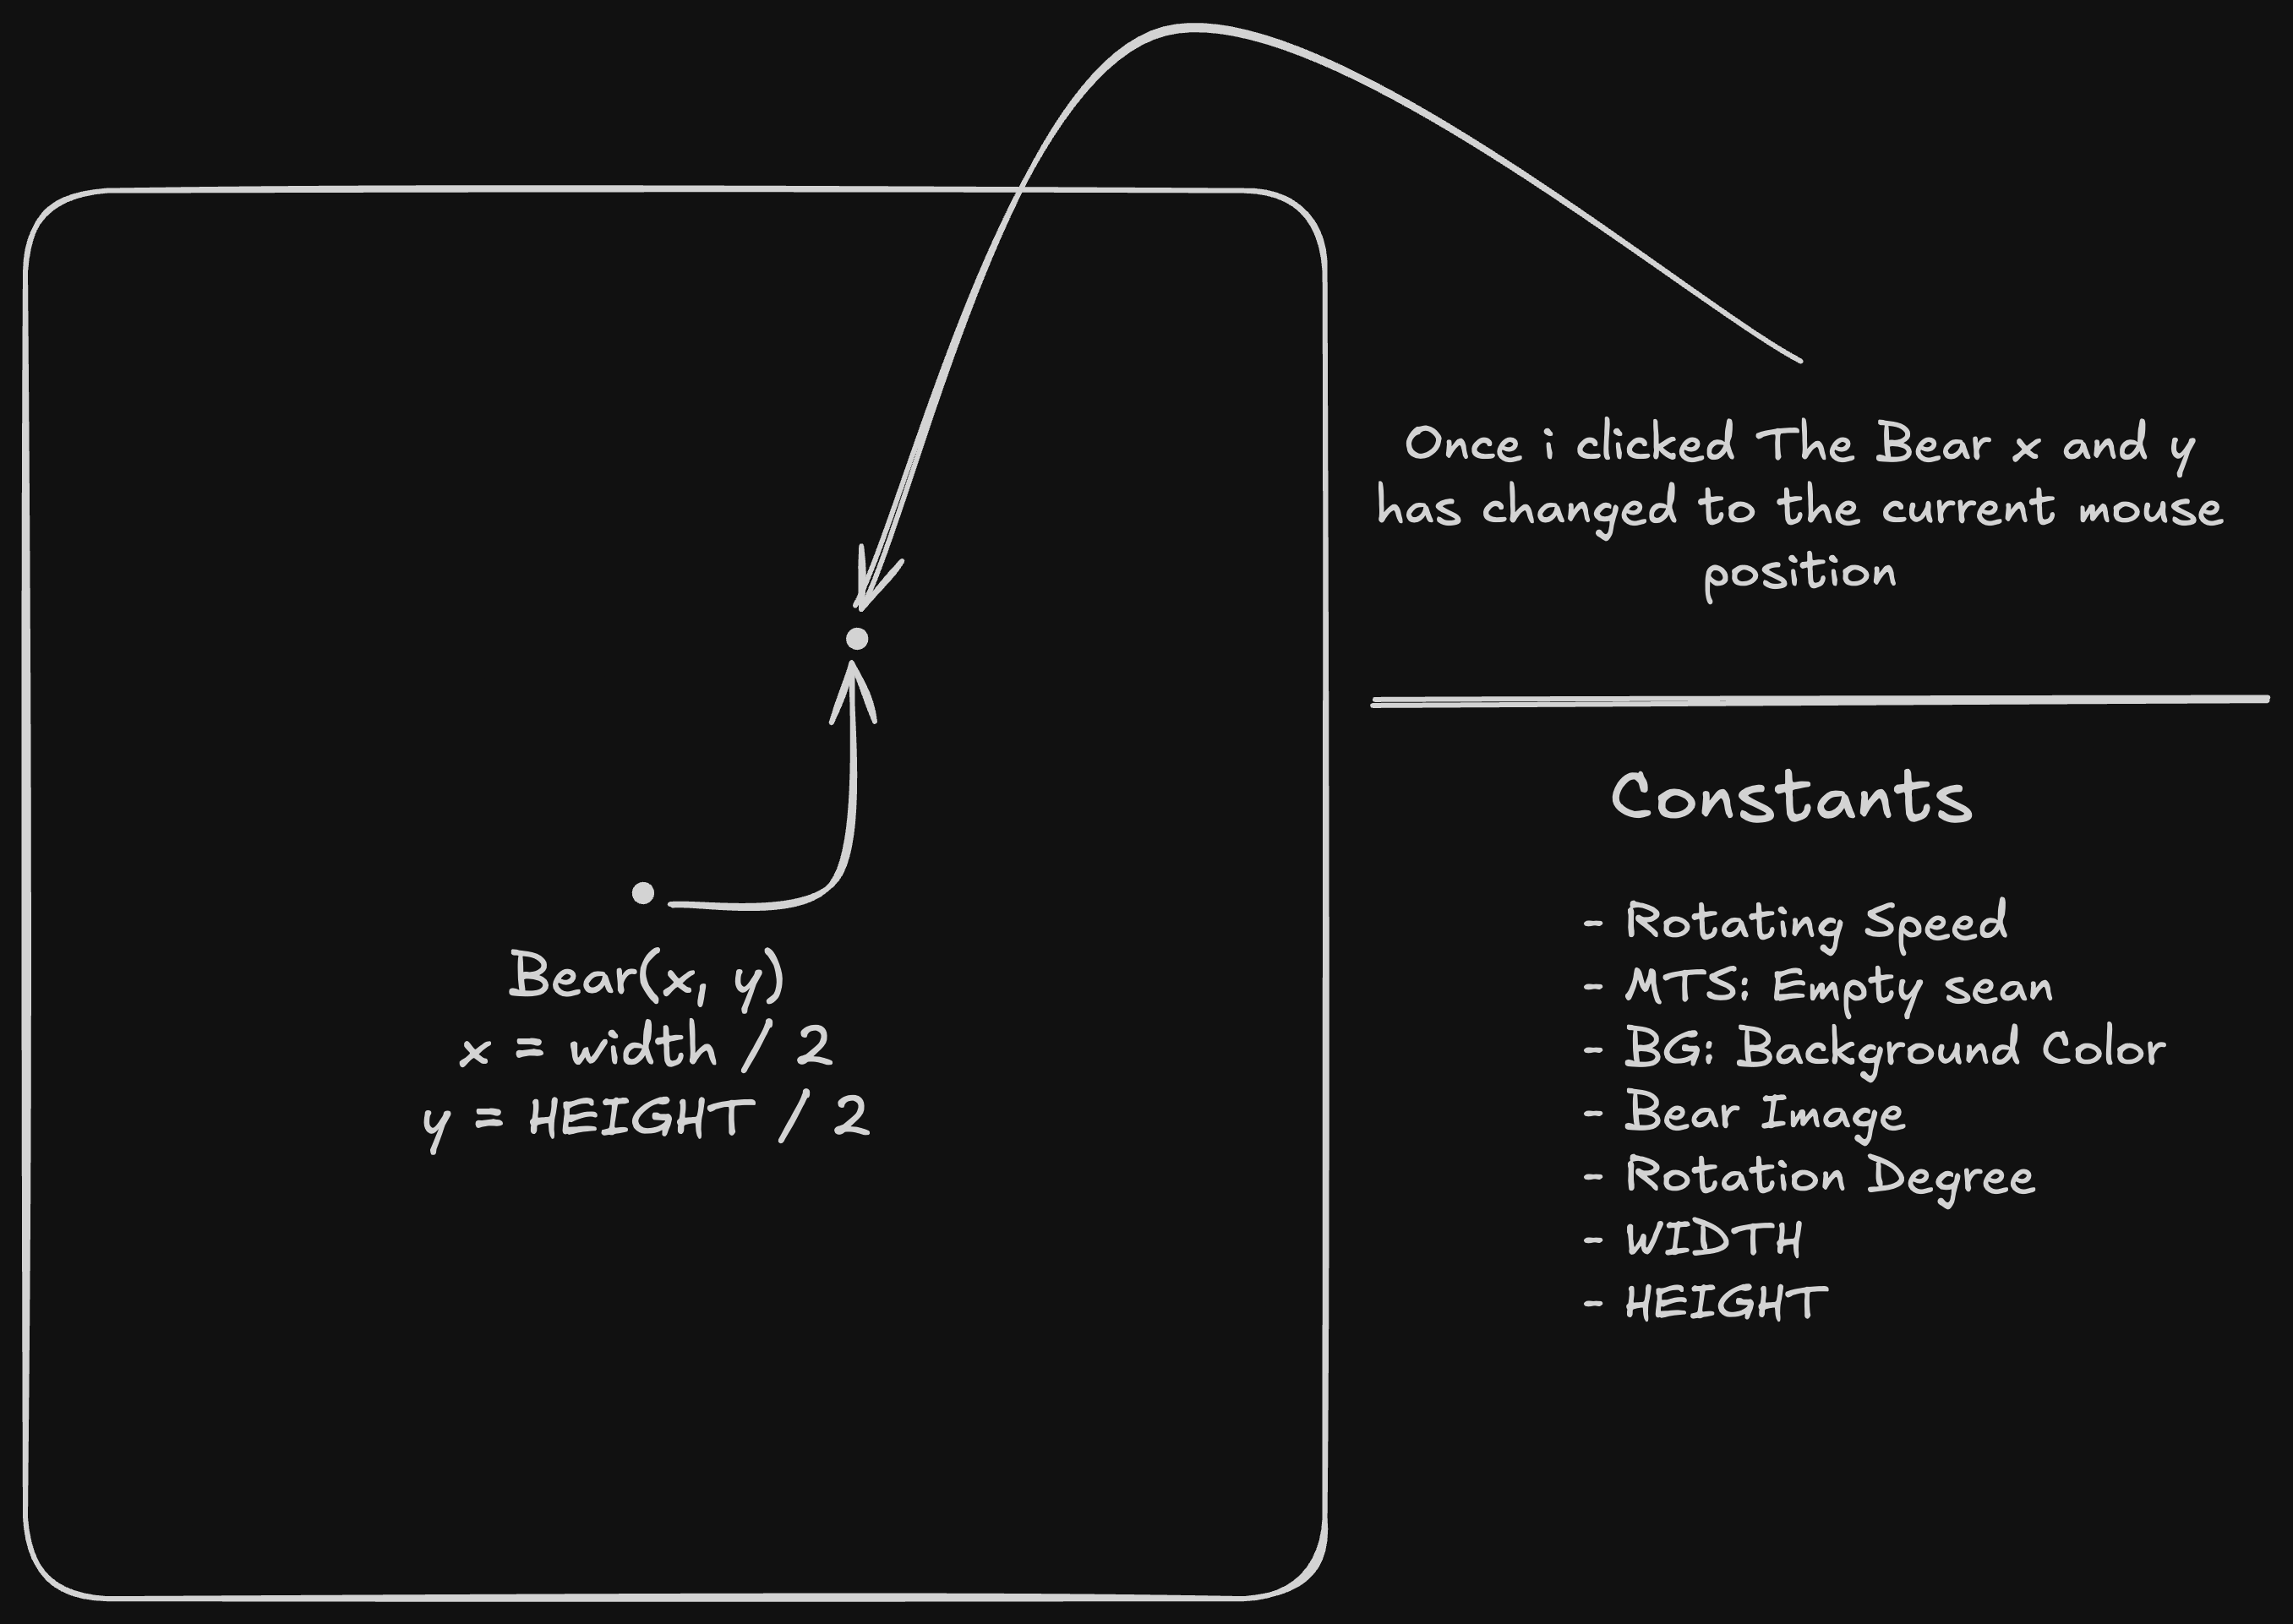 Once i clicked The Bear x and y
has changed to the current mouse
position
Constants
- Rotating Speed
- MTS: Empty sean
- BG: Background Color
- Bear Image
- Rotation Degree
- WIDTH
- HEIGHT
Bear(x, y)
x = width / 2
y = HEIGHT / 2